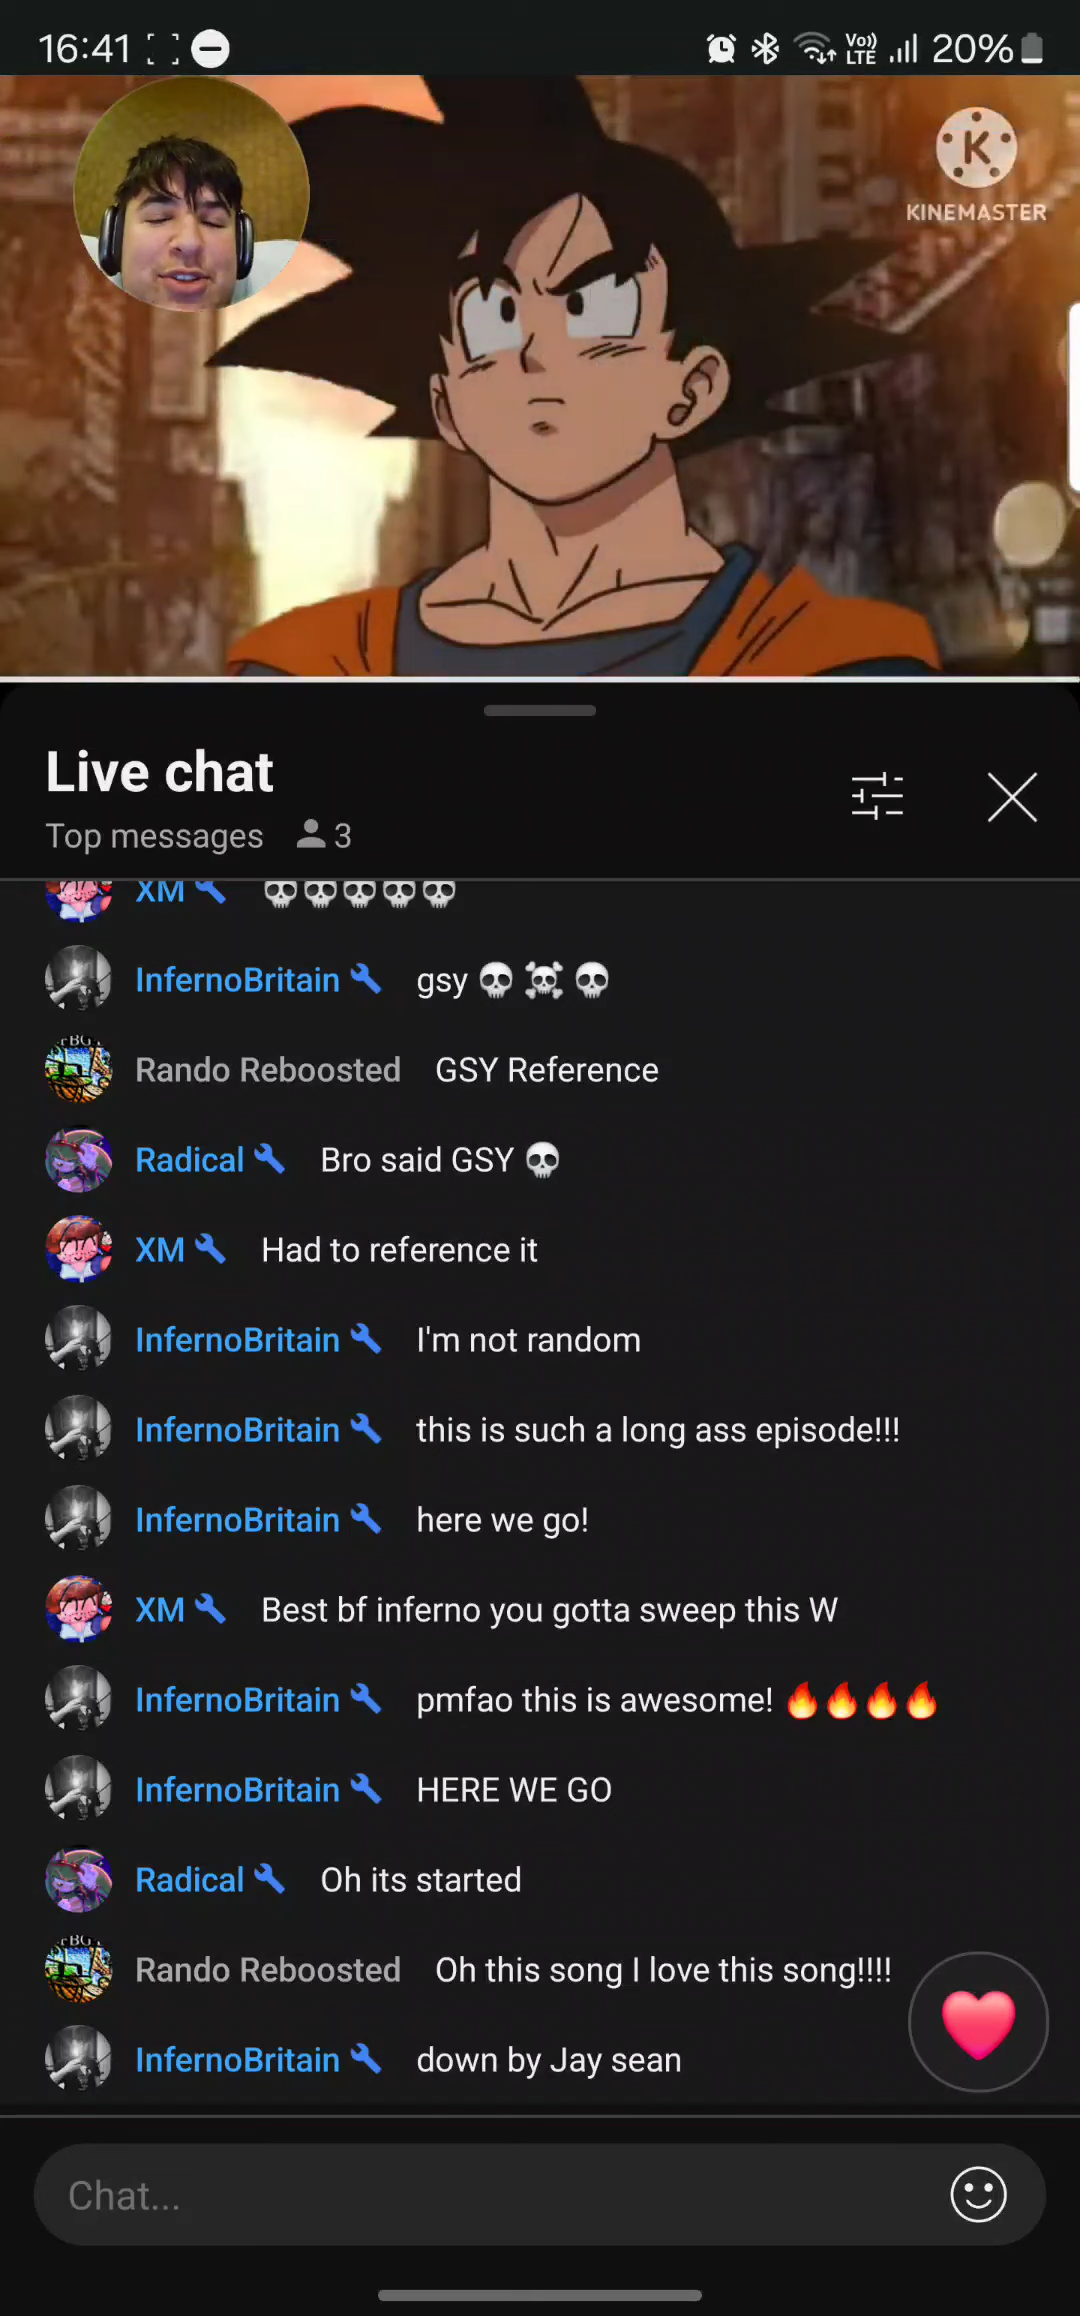 16:41 Vo)) LTE 20%
K
KINEMASTER
Live chat
Top messages 3
XM 💀💀💀💀💀
InfernoBritain gsy 💀☠️💀
Rando Reboosted GSY Reference
Radical Bro said GSY 💀
XM Had to reference it
InfernoBritain I'm not random
InfernoBritain this is such a long ass episode!!!
InfernoBritain here we go!
XM Best bf inferno you gotta sweep this W
InfernoBritain pmfao this is awesome! 🔥🔥🔥🔥
InfernoBritain HERE WE GO
Radical Oh its started
Rando Reboosted Oh this song I love this song!!!!
InfernoBritain down by Jay sean
Chat...